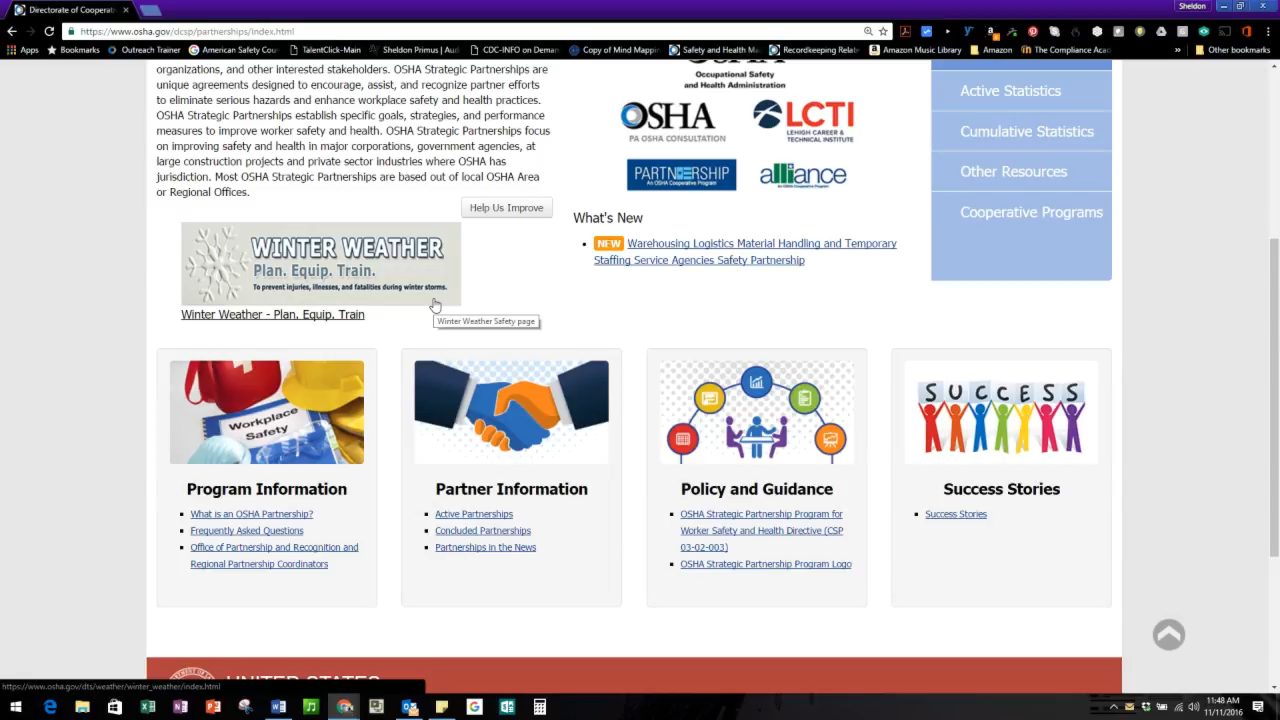 Directorate of Cooperat
Sheldon
https://www.osha.gov/dcsp/partnerships/index.html
Apps
Bookmarks
Outreach Trainer
American Safety Cou
TalentClick-Main
Sheldon Primus | Aud
CDC-INFO on Deman
Copy of Mind Mappin
Safety and Health Ma
Recordkeeping Relate
Amazon Music Library
The Compliance Acad
Other bookmarks
organizations, and other interested stakeholders. OSHA Strategic Partnerships are
unique agreements designed to encourage, assist, and recognize partner efforts
to eliminate serious hazards and enhance workplace safety and health practices.
OSHA Strategic Partnerships establish specific goals, strategies, and performance
measures to improve worker safety and health. OSHA Strategic Partnerships focus
on improving safety and health in major corporations, government agencies, at
large construction projects and private sector industries where OSHA has
jurisdiction. Most OSHA Strategic Partnerships are based out of local OSHA Area
or Regional Offices.
Help Us Improve
WINTER WEATHER
Plan. Equip. Train.
To prevent injuries, illnesses, and fatalities during winter storms.
Winter Weather - Plan. Equip. Train
Winter Weather Safety page
Occupational Safety
and Health Administration
OSHA
PA OSHA CONSULTATION
LCTI
LEHIGH CAREER &
TECHNICAL INSTITUTE
PARTNERSHIP
An OSHA Cooperative Program
alliance
An OSHA Cooperative Program
What's New
NEW Warehousing Logistics Material Handling and Temporary
Staffing Service Agencies Safety Partnership
Active Statistics
Cumulative Statistics
Other Resources
Cooperative Programs
Workplace
Safety
Program Information
What is an OSHA Partnership?
Frequently Asked Questions
Office of Partnership and Recognition and
Regional Partnership Coordinators
Partner Information
Active Partnerships
Concluded Partnerships
Partnerships in the News
Policy and Guidance
OSHA Strategic Partnership Program for
Worker Safety and Health Directive (CSP
03-02-003)
OSHA Strategic Partnership Program Logo
SUCCESS
Success Stories
Success Stories
UNITED STATES
https://www.osha.gov/dts/weather/winter_weather/index.html
11:48 AM
11/11/2016